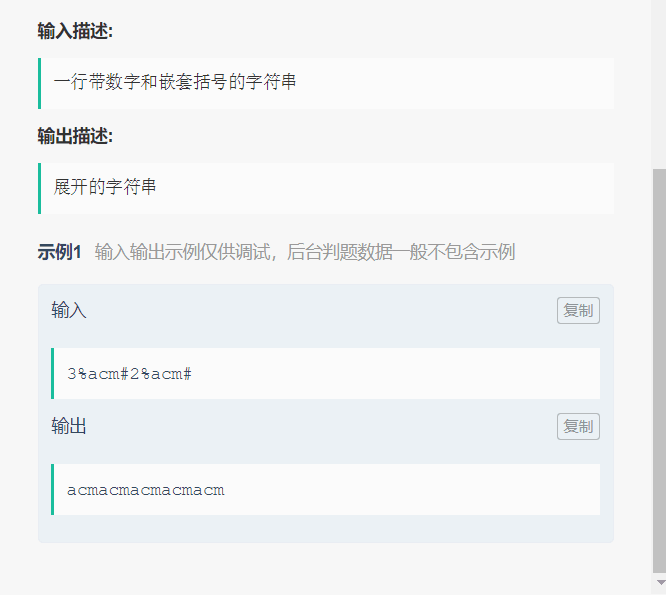 输入描述:
一行带数字和嵌套括号的字符串
输出描述:
展开的字符串
示例1 输入输出示例仅供调试，后台判题数据一般不包含示例
输入 复制
3%acm#2%acm#
输出 复制
acmacmacmacmacm